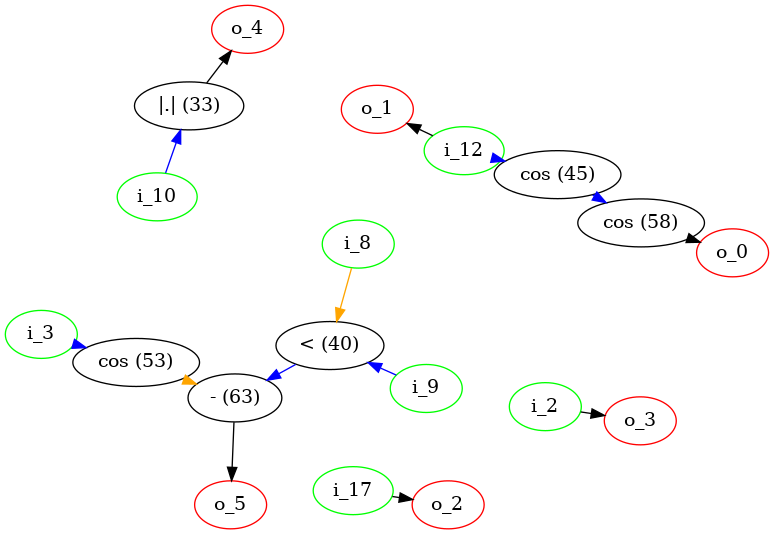 o_4
|.| (33)
o_1
i_12
cos (45)
i_10
cos (58)
i_8
o_0
i_3
< (40)
cos (53)
i_9
- (63)
i_2
o_3
i_17
o_5
o_2